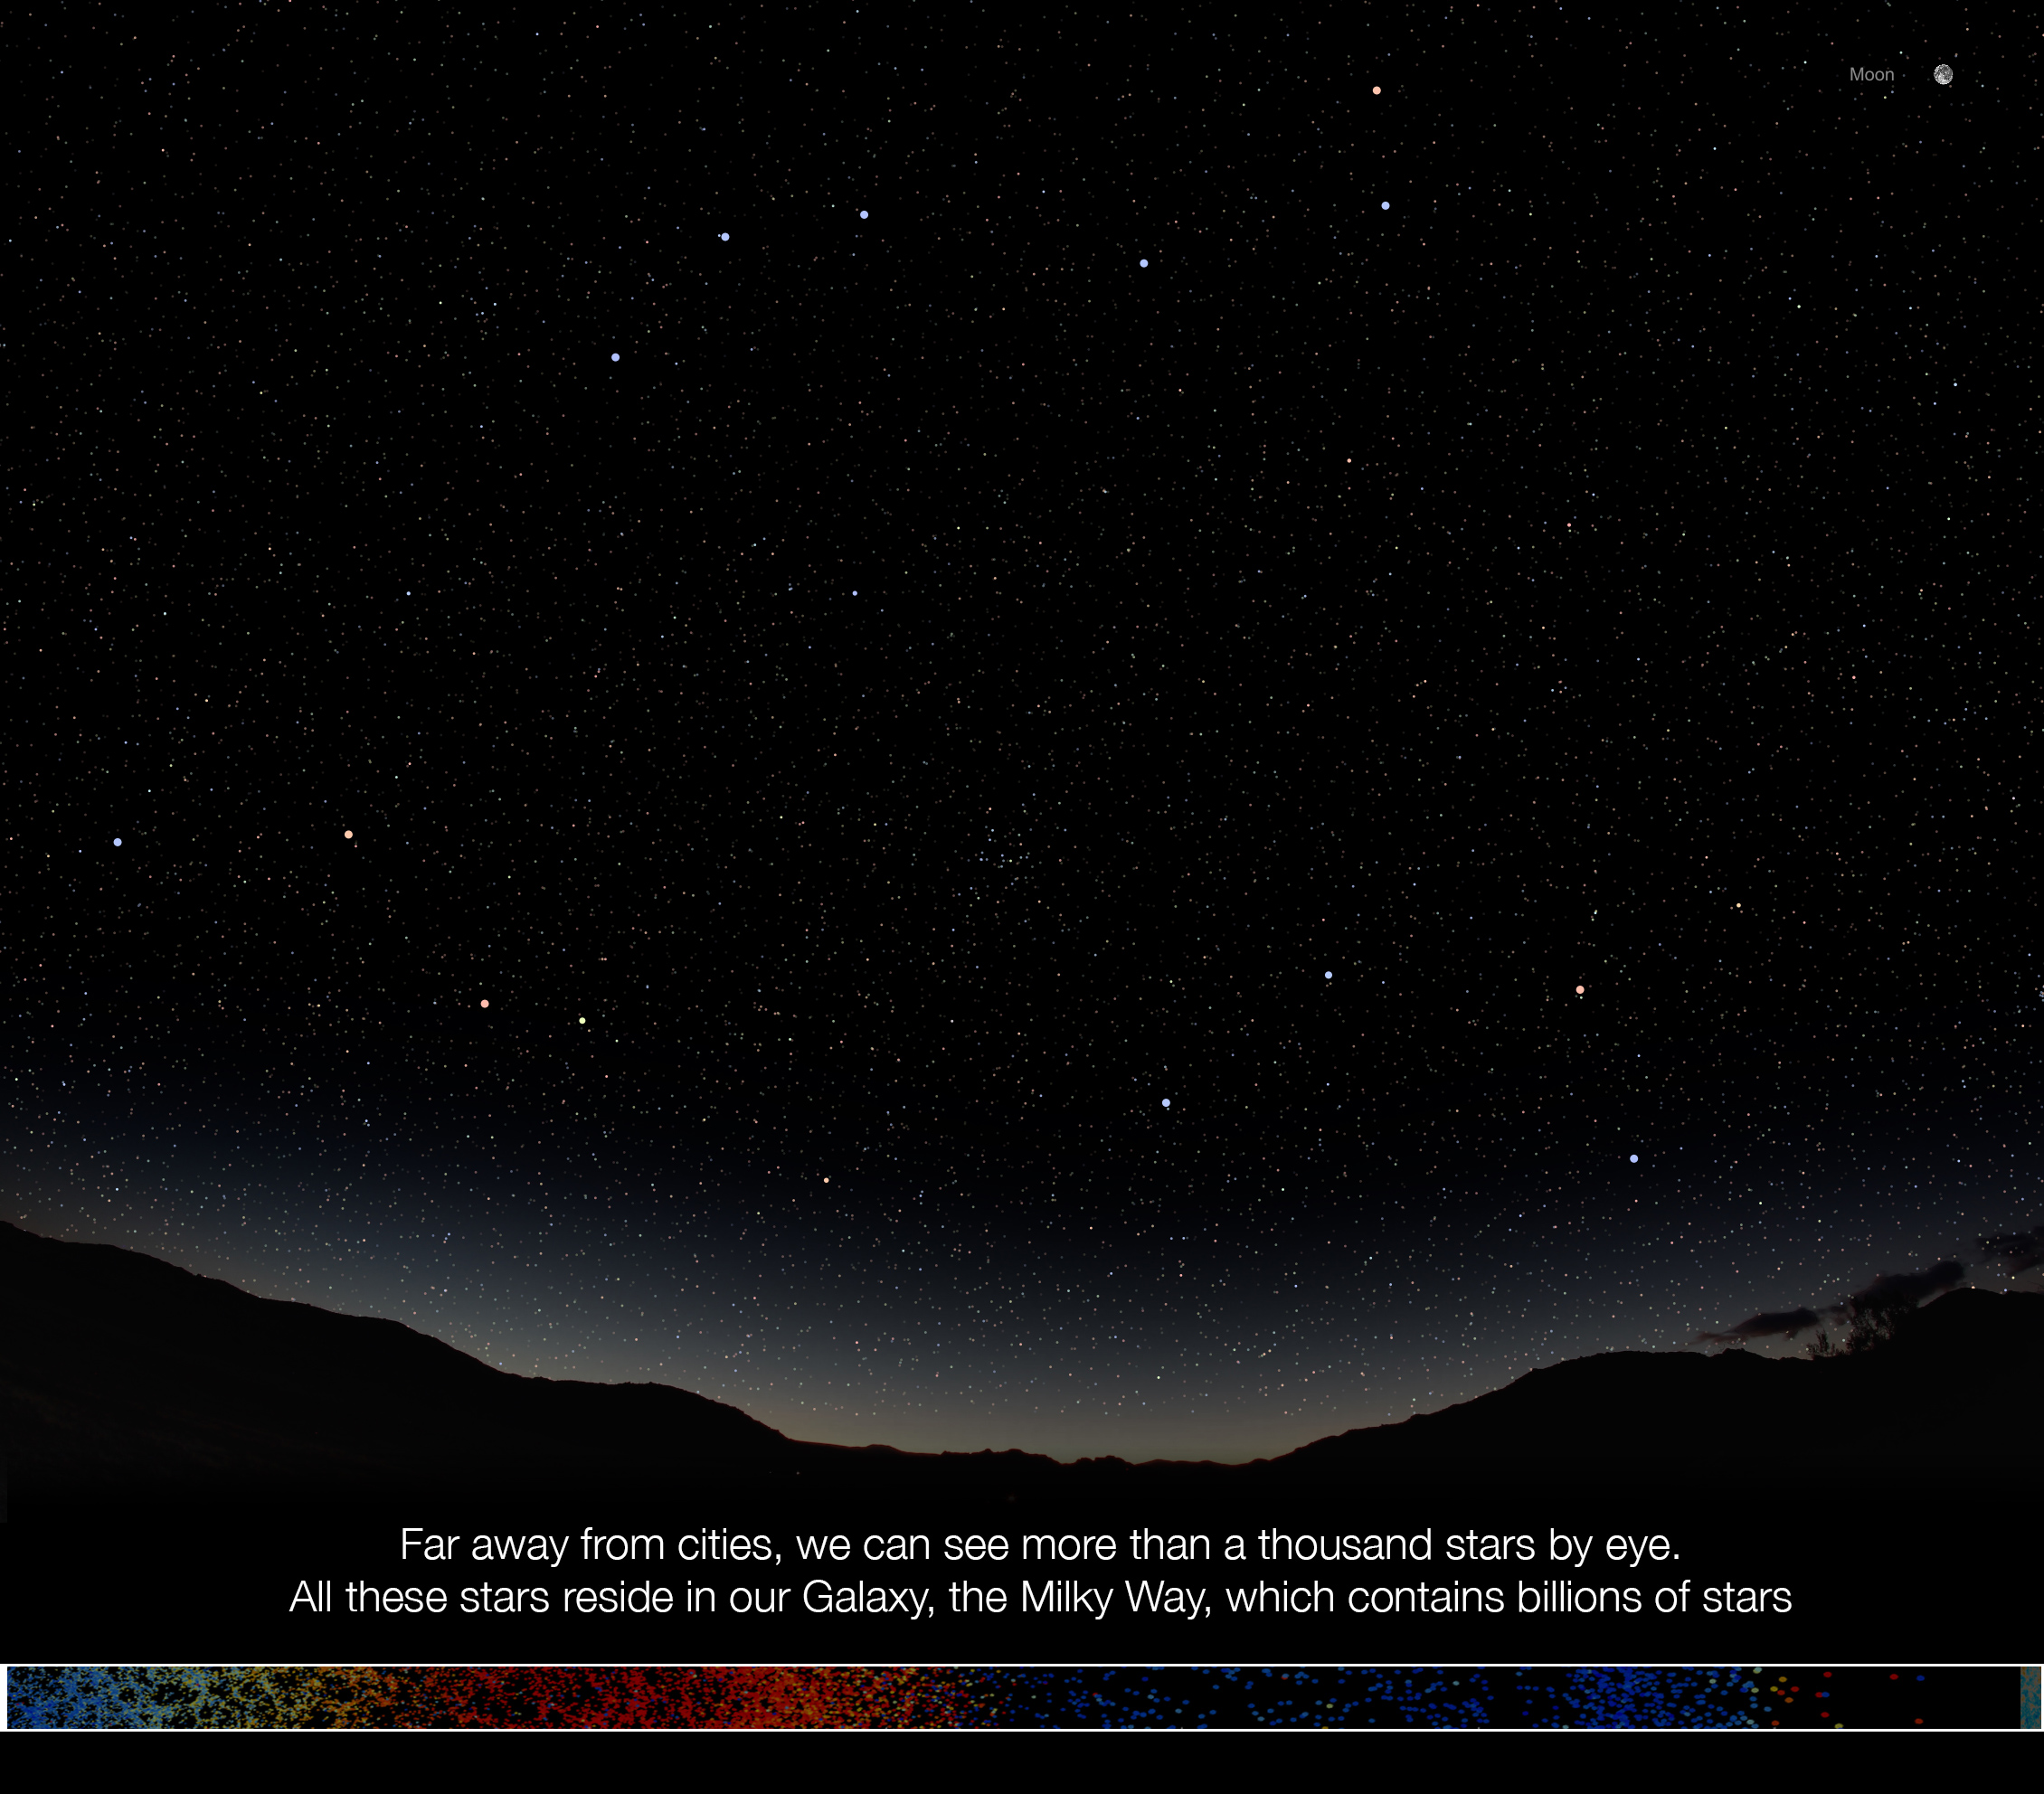 Moon
Far away from cities, we can see more than a thousand stars by eye.
All these stars reside in our Galaxy, the Milky Way, which contains billions of stars